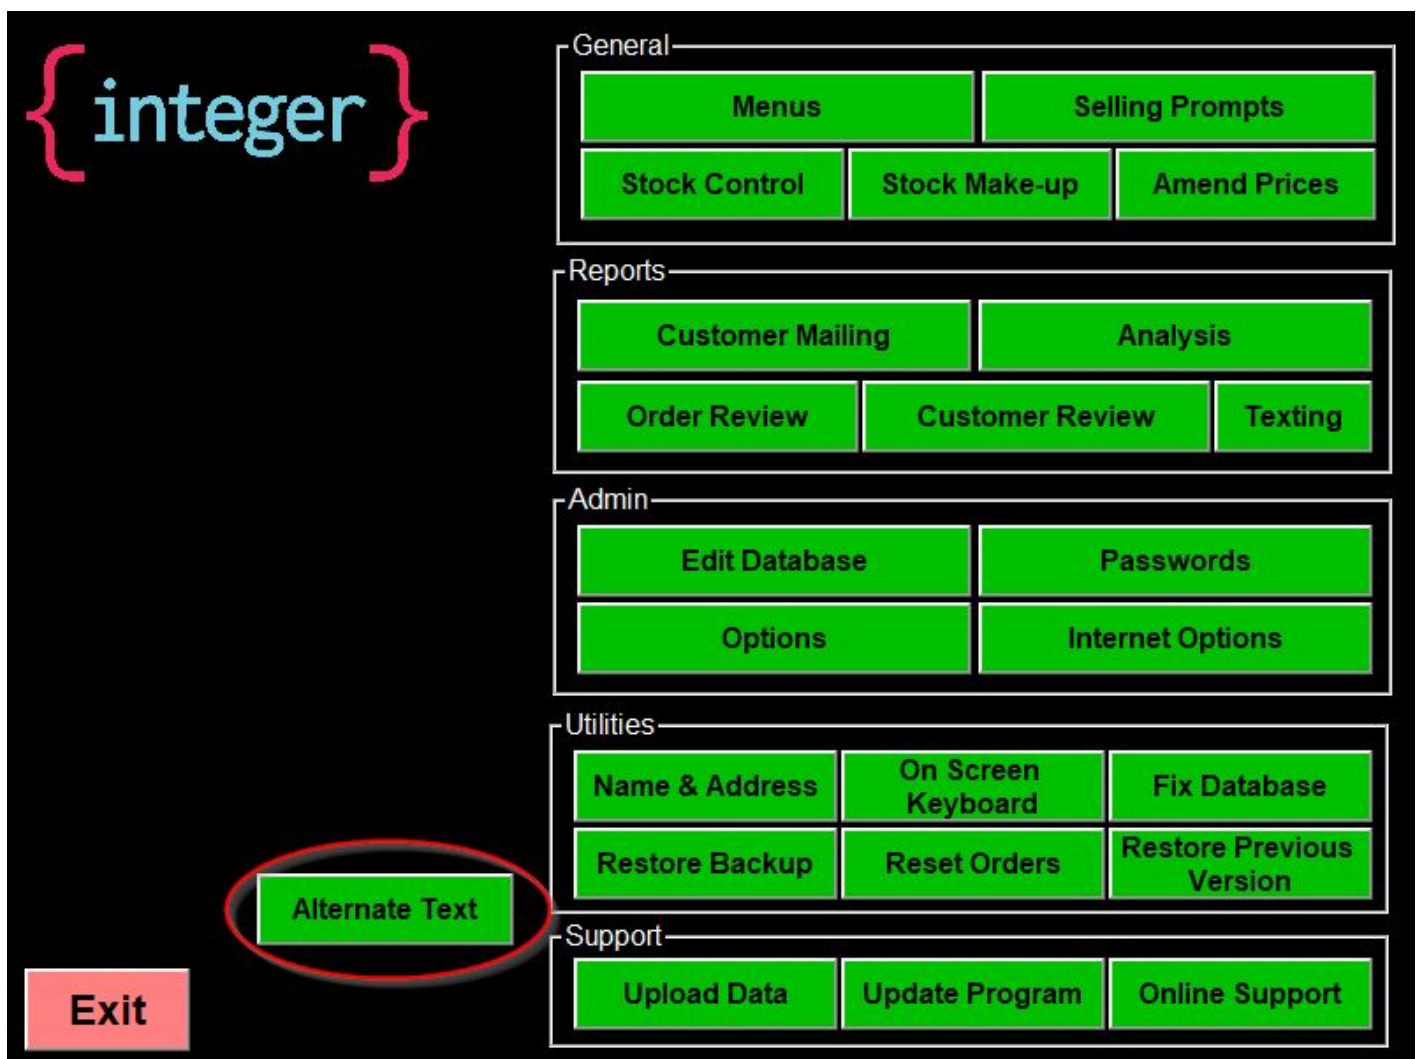 {integer}
General
Menus
Selling Prompts
Stock Control
Stock Make-up
Amend Prices
Reports
Customer Mailing
Analysis
Order Review
Customer Review
Texting
Admin
Edit Database
Passwords
Options
Internet Options
Utilities
Name & Address
On Screen
Keyboard
Fix Database
Restore Backup
Reset Orders
Restore Previous
Version
Alternate Text
Support
Upload Data
Update Program
Online Support
Exit